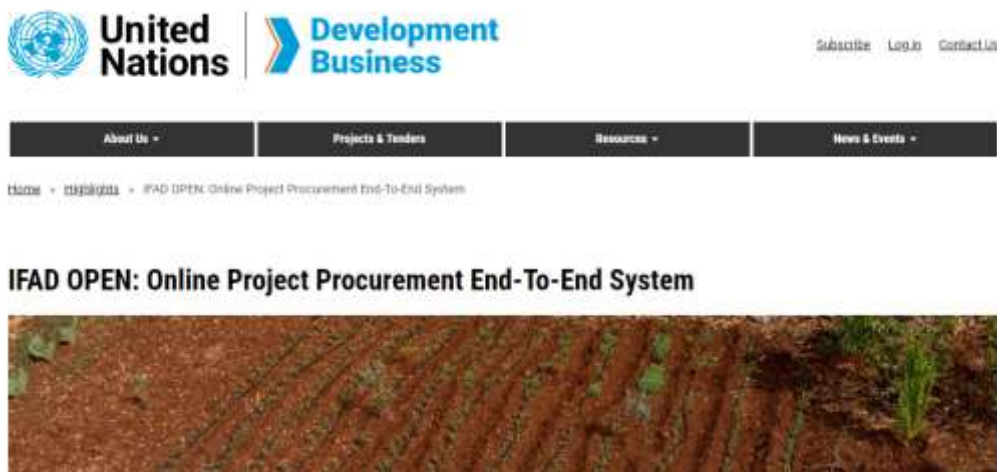 United Nations
Development Business
Subscribe Log in Contact Us
About Us Projects & Tenders Resources News & Events
Home » Highlights » IFAD OPEN: Online Project Procurement End-To-End System
IFAD OPEN: Online Project Procurement End-To-End System